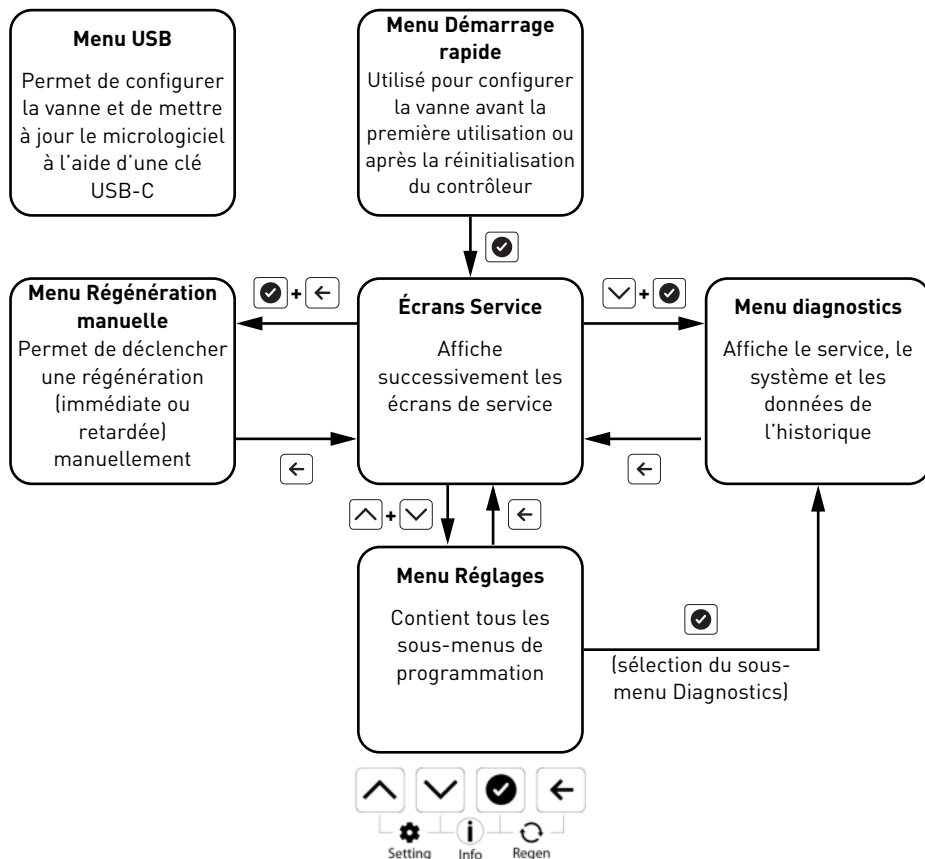 Menu USB
Permet de configurer
la vanne et de mettre
à jour le micrologiciel
à l'aide d'une clé
USB-C
Menu Démarrage
rapide
Utilisé pour configurer
la vanne avant la
première utilisation ou
après la réinitialisation
du contrôleur
Menu Régénération
manuelle
Permet de déclencher
une régénération
(immédiate ou
retardée)
manuellement
+
Écrans Service
Affiche
successivement les
écrans de service
+
Menu diagnostics
Affiche le service, le
système et les
données de
l'historique
+
Menu Réglages
Contient tous les
sous-menus de
programmation
(sélection du sous-
menu Diagnostics)
Setting Info Regen